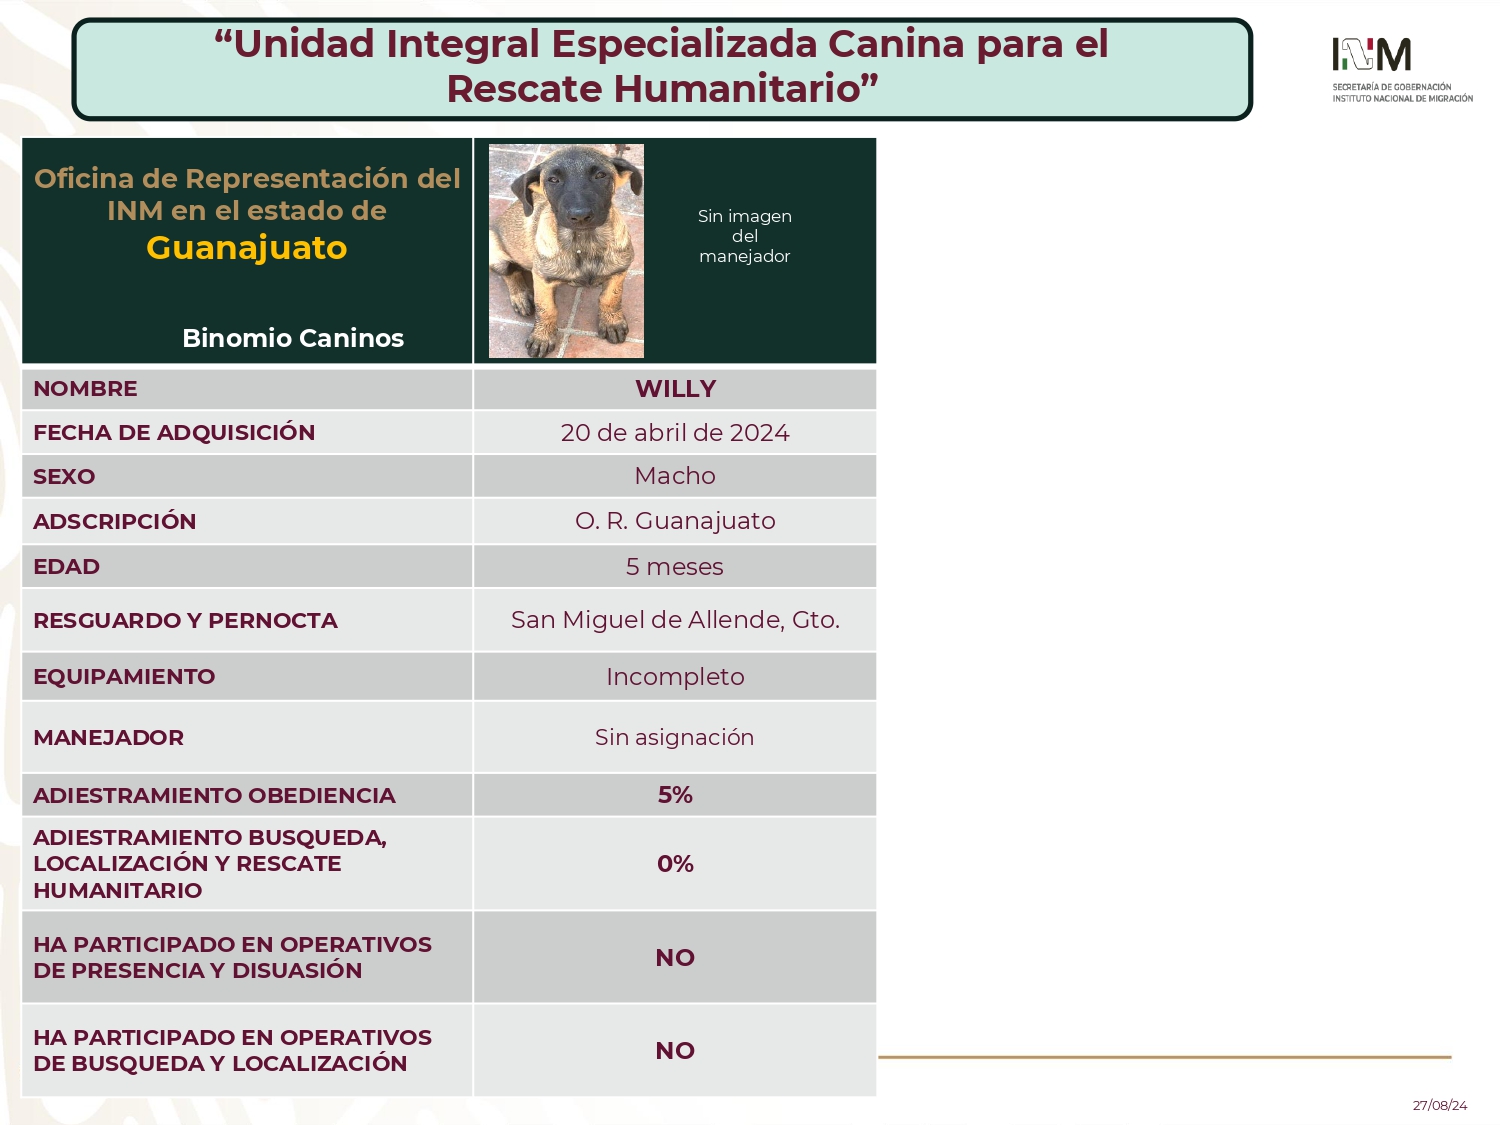 “Unidad Integral Especializada Canina para el
Rescate Humanitario”
INM
SECRETARÍA DE GOBERNACIÓN
INSTITUTO NACIONAL DE MIGRACIÓN
Oficina de Representación del
INM en el estado de
Guanajuato
Binomio Caninos
Sin imagen
del
manejador
NOMBRE
WILLY
FECHA DE ADQUISICIÓN
20 de abril de 2024
SEXO
Macho
ADSCRIPCIÓN
O. R. Guanajuato
EDAD
5 meses
RESGUARDO Y PERNOCTA
San Miguel de Allende, Gto.
EQUIPAMIENTO
Incompleto
MANEJADOR
Sin asignación
ADIESTRAMIENTO OBEDIENCIA
5%
ADIESTRAMIENTO BUSQUEDA,
LOCALIZACIÓN Y RESCATE
HUMANITARIO
0%
HA PARTICIPADO EN OPERATIVOS
DE PRESENCIA Y DISUASIÓN
NO
HA PARTICIPADO EN OPERATIVOS
DE BUSQUEDA Y LOCALIZACIÓN
NO
27/08/24